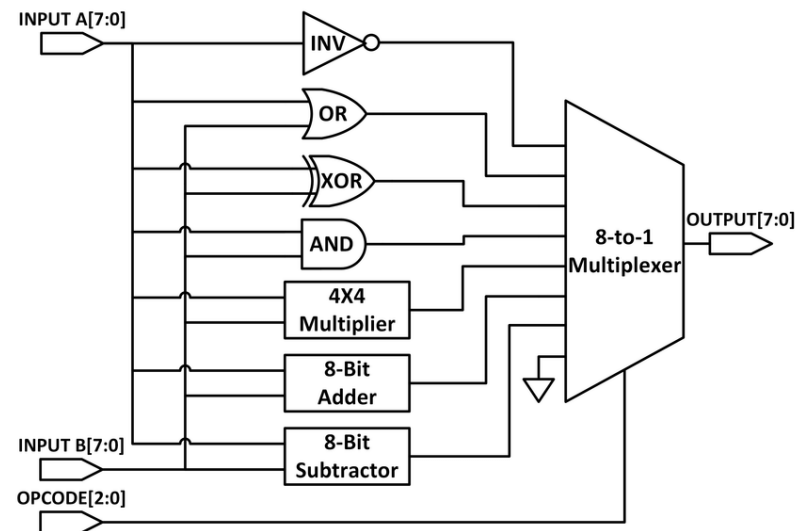 INPUT A[7:0]
INV
OR
XOR
AND
4X4
Multiplier
8-Bit
Adder
8-Bit
Subtractor
8-to-1
Multiplexer
OUTPUT[7:0]
INPUT B[7:0]
OPCODE[2:0]